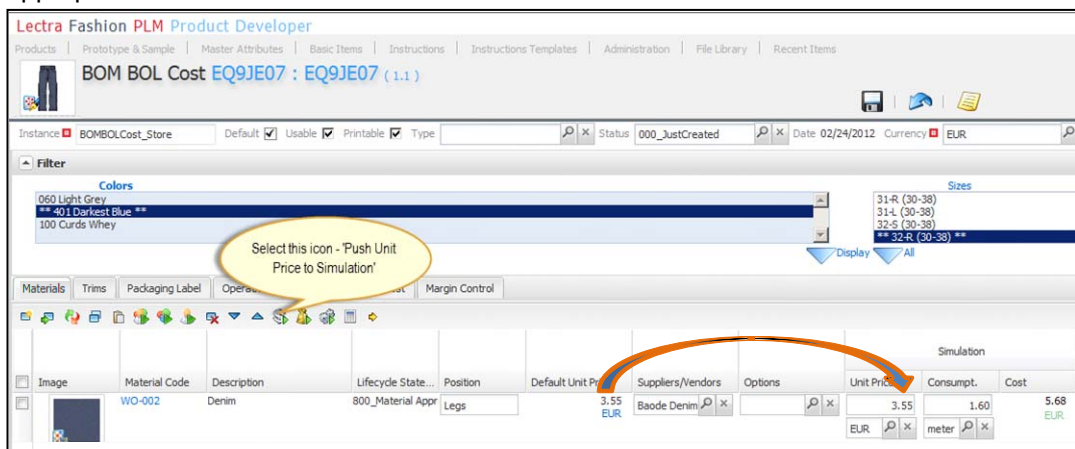 Lectra Fashion PLM Product Developer
Products | Prototype & Sample | Master Attributes | Basic Items | Instructions | Instructions Templates | Administration | File Library | Recent Items
BOM BOL Cost EQ9JE07 : EQ9JE07 ( 1.1 )
Instance BOMBOLCost_Store Default Usable Printable Type Status 000_JustCreated Date 02/24/2012 Currency EUR
Filter
Colors Sizes
060 Light Grey 31-R (30-38)
** 401 Darkest Blue ** 31-L (30-38)
100 Curds Whey 32-S (30-38)
** 32-R (30-38) **
Select this icon - 'Push Unit
Price to Simulation'
Display All
Materials Trims Packaging Label Margin Control
Simulation
Image Material Code Description Lifecycle State... Position Default Unit Suppliers/Vendors Options Unit Consumpt. Cost
WO-002 Denim 800_Material Appr Legs 3.55 Baode Denim 3.55 1.60 5.68
EUR EUR meter EUR